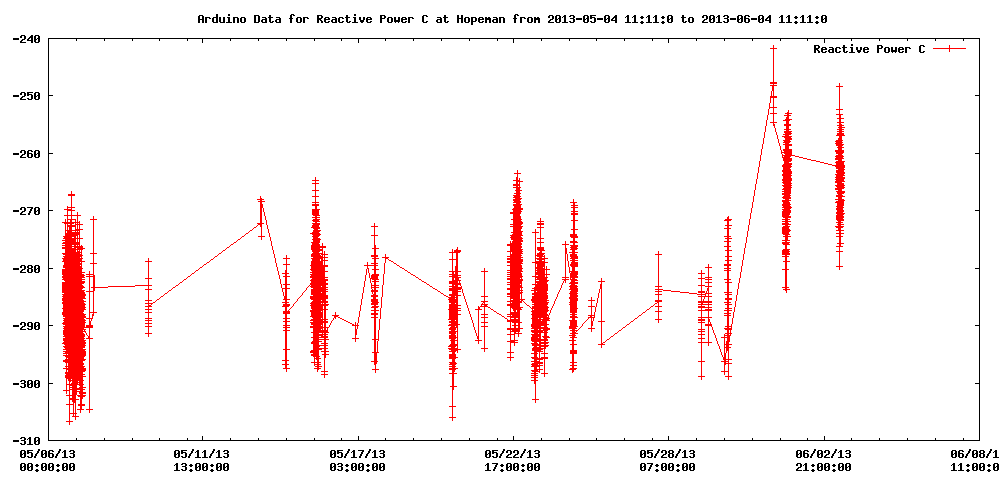 Arduino Data for Reactive Power C at Hopeman from 2013-05-04 11:11:0 to 2013-06-04 11:11:0
Reactive Power C
-240
-250
-260
-270
-280
-290
-300
-310
05/06/13 05/11/13 05/17/13 05/22/13 05/28/13 06/02/13 06/08/1
00:00:00 13:00:00 03:00:00 17:00:00 07:00:00 21:00:00 11:00:0